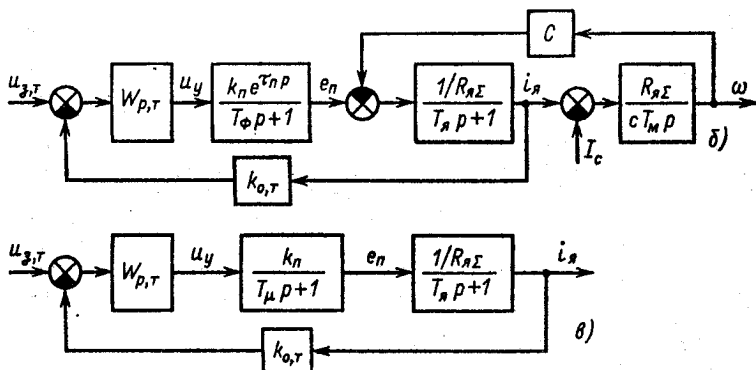 C
u_{з,т}
W_{р,т}
u_у
k_п e^{τ_п p}
T_ф p+1
e_п
1/R_{яΣ}
T_я p+1
i_я
I_c
R_{яΣ}
c T_м p
ω
б)
k_{о,т}
u_{з,т}
W_{р,т}
u_у
k_п
T_μ p+1
e_п
1/R_{яΣ}
T_я p+1
i_я
в)
k_{о,т}